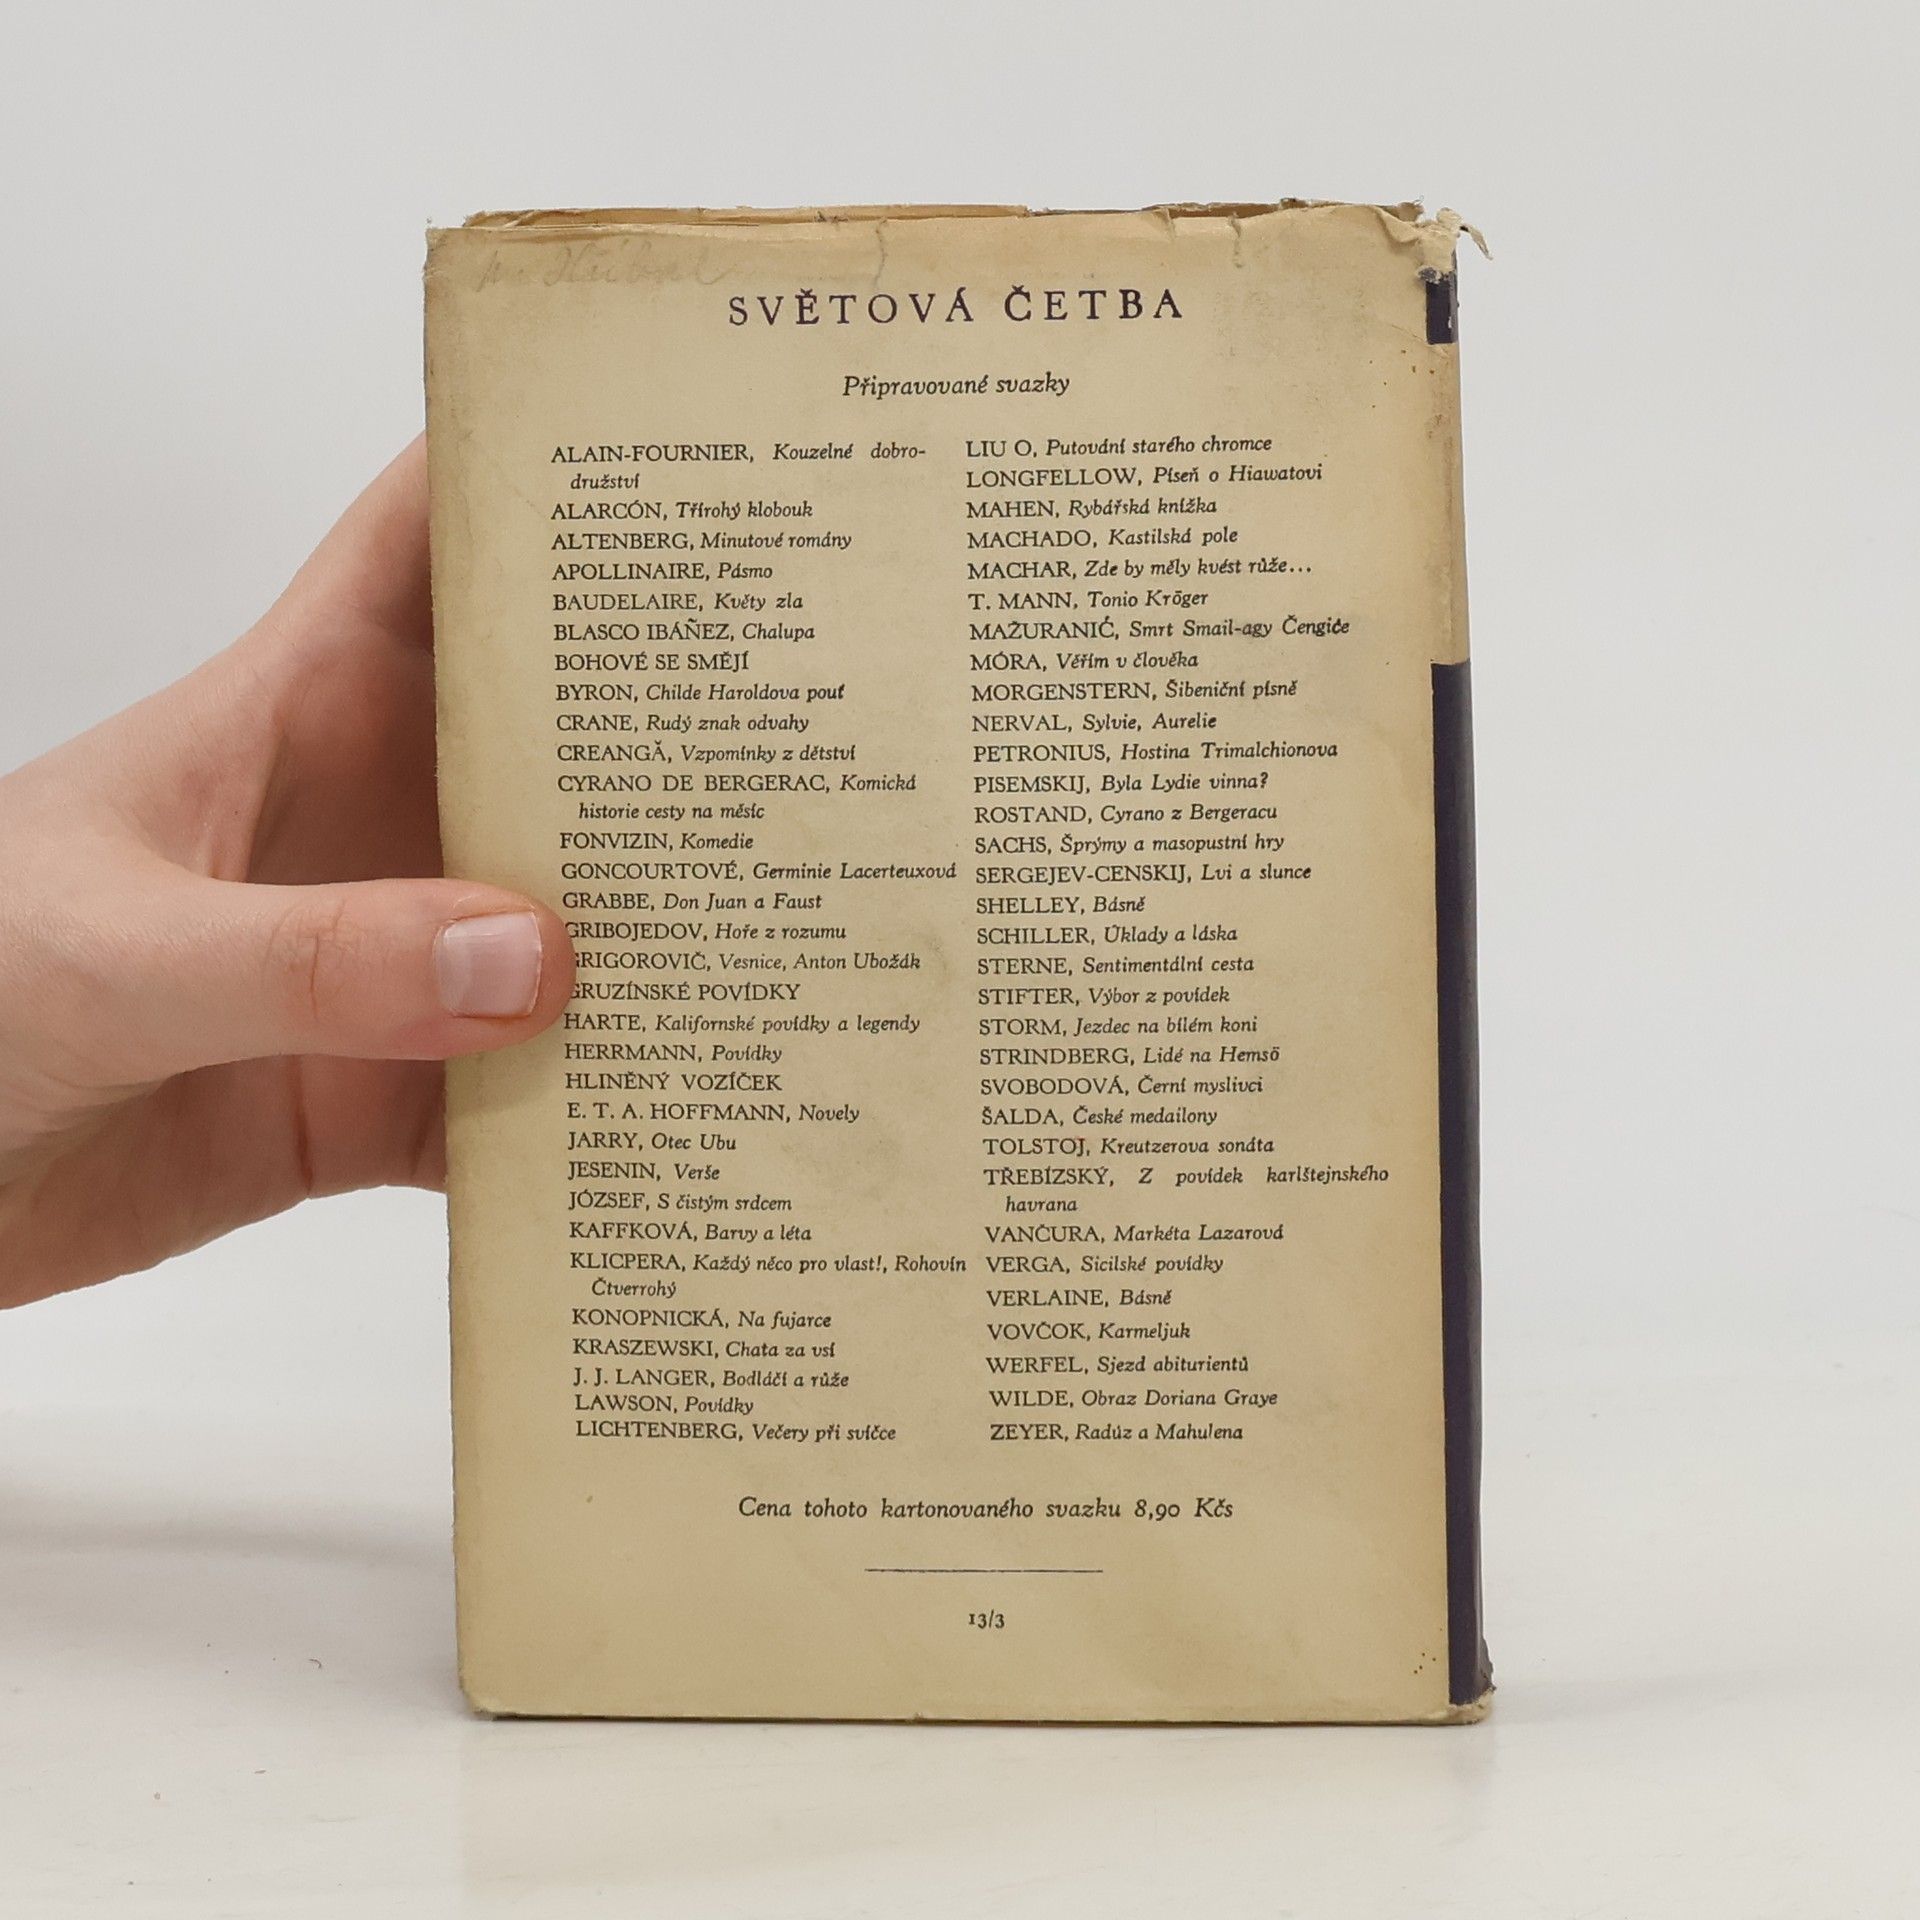 SVĚTOVÁ ČETBA
Připravované svazky
ALAIN-FOURNIER, Kouzelné dobro-
družství
ALARCÓN, Třírohý klobouk
ALTENBERG, Minutové romány
APOLLINAIRE, Pásmo
BAUDELAIRE, Květy zla
BLASCO IBÁÑEZ, Chalupa
BOHOVÉ SE SMĚJÍ
BYRON, Childe Haroldova pouť
CRANE, Rudý znak odvahy
CREANGĂ, Vzpomínky z dětství
CYRANO DE BERGERAC, Komická
historie cesty na měsíc
FONVIZIN, Komedie
GONCOURTOVÉ, Germinie Lacerteuxová
GRABBE, Don Juan a Faust
GRIBOJEDOV, Hoře z rozumu
GRIGOROVIČ, Vesnice, Anton Ubožák
GRUZÍNSKÉ POVÍDKY
HARTE, Kalifornské povídky a legendy
HERRMANN, Povídky
HLINĚNÝ VOZÍČEK
E. T. A. HOFFMANN, Novely
JARRY, Otec Ubu
JESENIN, Verše
JÓZSEF, S čistým srdcem
KAFFKOVÁ, Barvy a léta
KLICPERA, Každý něco pro vlast!, Rohovín
Čtverrohý
KONOPNICKÁ, Na fujarce
KRASZEWSKI, Chata za vsí
J. J. LANGER, Bodláčí a růže
LAWSON, Povídky
LICHTENBERG, Večery při svíčce
LIU O, Putování starého chromce
LONGFELLOW, Píseň o Hiawatovi
MAHEN, Rybářská knížka
MACHADO, Kastilská pole
MACHAR, Zde by měly kvést růže...
T. MANN, Tonio Kröger
MAŽURANIĆ, Smrt Smail-agy Čengiće
MÓRA, Věřím v člověka
MORGENSTERN, Šibeniční písně
NERVAL, Sylvie, Aurelie
PETRONIUS, Hostina Trimalchionova
PISEMSKIJ, Byla Lydie vinna?
ROSTAND, Cyrano z Bergeracu
SACHS, Šprýmy a masopustní hry
SERGEJEV-CENSKIJ, Lvi a slunce
SHELLEY, Básně
SCHILLER, Úklady a láska
STERNE, Sentimentální cesta
STIFTER, Výbor z povídek
STORM, Jezdec na bílém koni
STRINDBERG, Lidé na Hemsö
SVOBODOVÁ, Černí myslivci
ŠALDA, České medailony
TOLSTOJ, Kreutzerova sonáta
TŘEBÍZSKÝ, Z povídek karlštejnského
havrana
VANČURA, Markéta Lazarová
VERGA, Sicilské povídky
VERLAINE, Básně
VOVČOK, Karmeljuk
WERFEL, Sjezd abiturientů
WILDE, Obraz Doriana Graye
ZEYER, Radúz a Mahulena
Cena tohoto kartonovaného svazku 8,90 Kčs
13/3